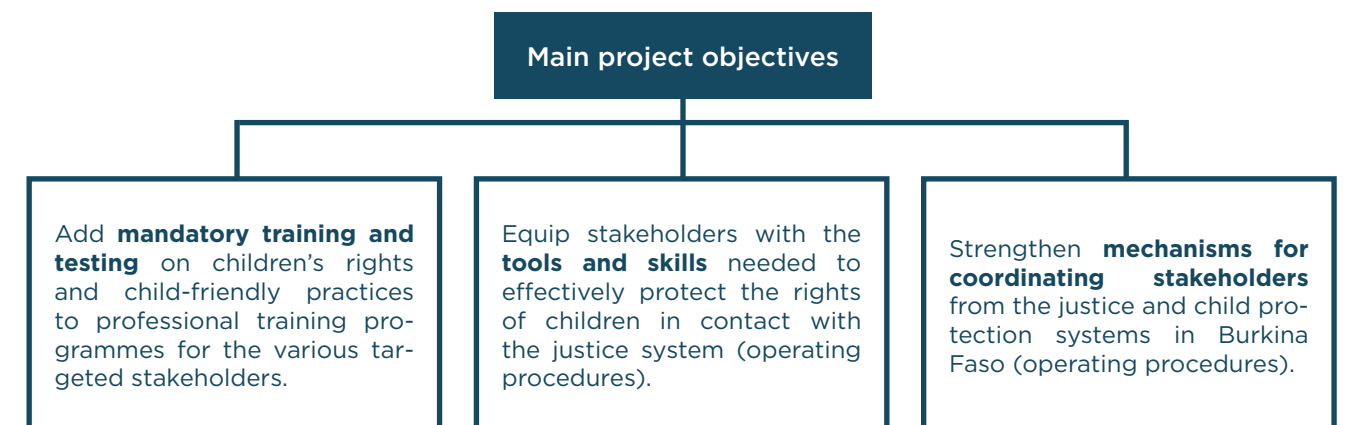 Main project objectives
Add mandatory training and
testing on children’s rights
and child-friendly practices
to professional training pro-
grammes for the various tar-
geted stakeholders.
Equip stakeholders with the
tools and skills needed to
effectively protect the rights
of children in contact with
the justice system (operating
procedures).
Strengthen mechanisms for
coordinating stakeholders
from the justice and child pro-
tection systems in Burkina
Faso (operating procedures).